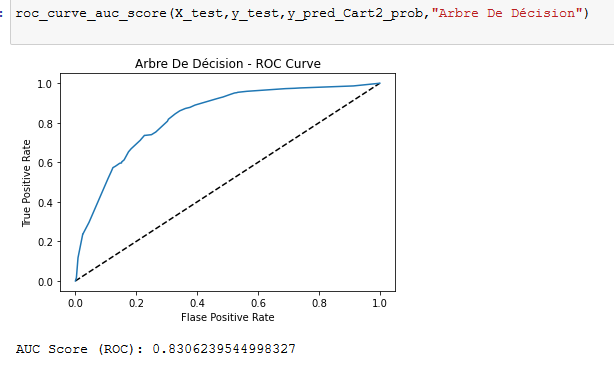 : roc_curve_auc_score(X_test,y_test,y_pred_Cart2_prob,"Arbre De Décision")
Arbre De Décision - ROC Curve
1.0
0.8
0.6
0.4
0.2
0.0
True Positive Rate
0.0 0.2 0.4 0.6 0.8 1.0
Flase Positive Rate
AUC Score (ROC): 0.8306239544998327